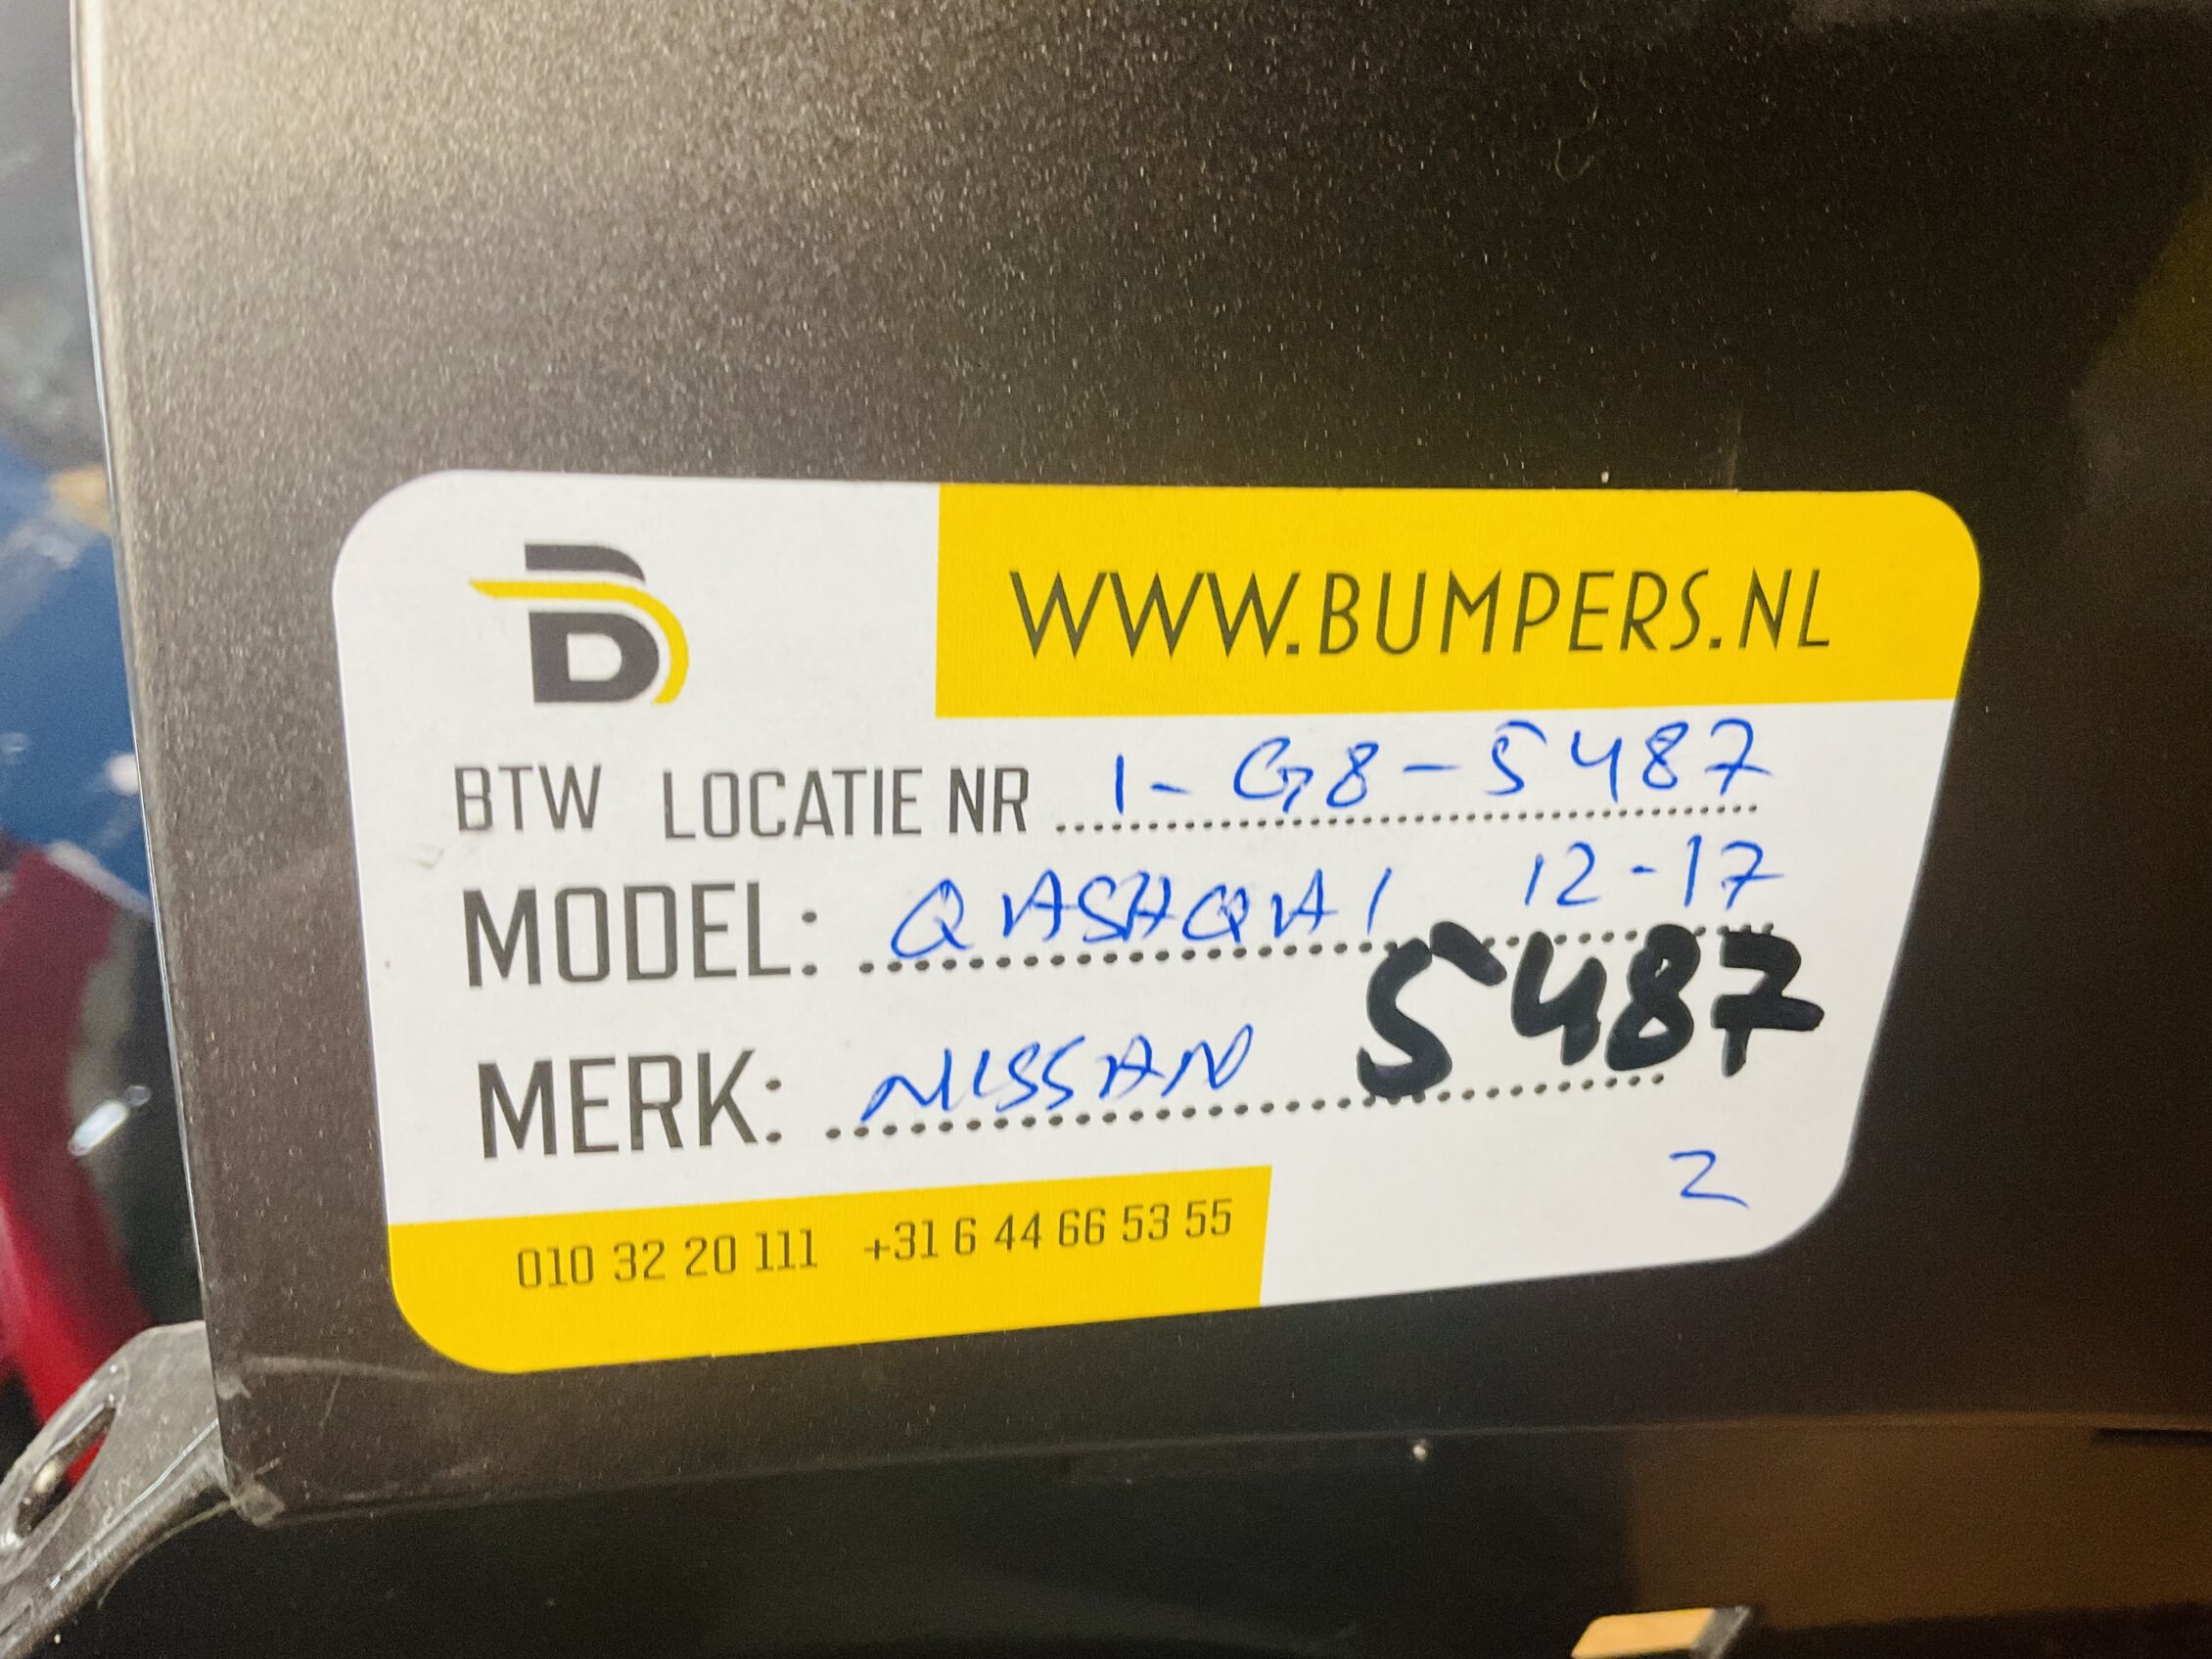 B
WWW.BUMPERS.NL
BTW LOCATIE NR 1-G8-5487
MODEL: QASHQAI 12-17
5487
MERK: NISSAN
2
010 32 20 111 +31 6 44 66 53 55